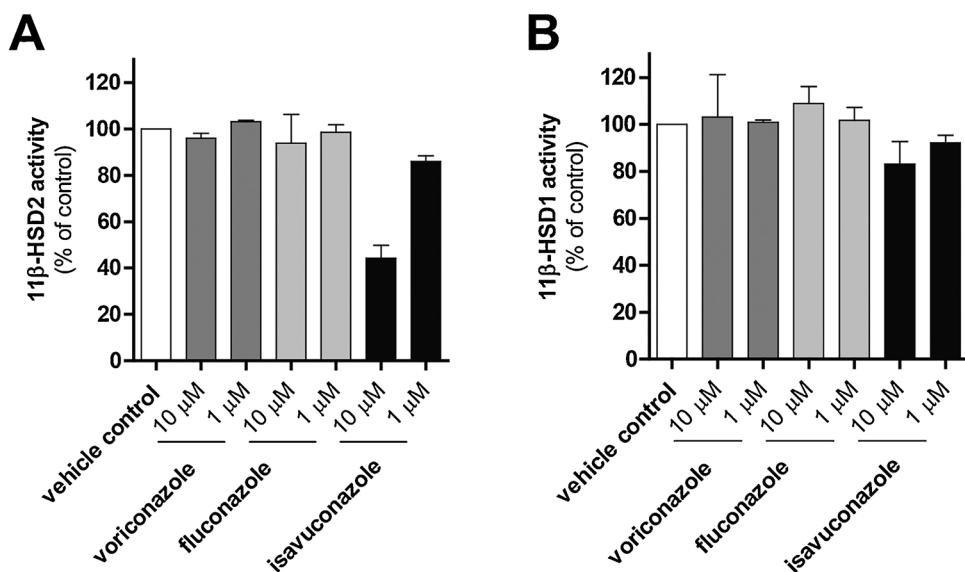 A
11β-HSD2 activity
(% of control)
120
100
80
60
40
20
0
vehicle control
10 μM
1 μM
10 μM
1 μM
10 μM
1 μM
voriconazole
fluconazole
isavuconazole
B
11β-HSD1 activity
(% of control)
120
100
80
60
40
20
0
vehicle control
10 μM
1 μM
10 μM
1 μM
10 μM
1 μM
voriconazole
fluconazole
isavuconazole